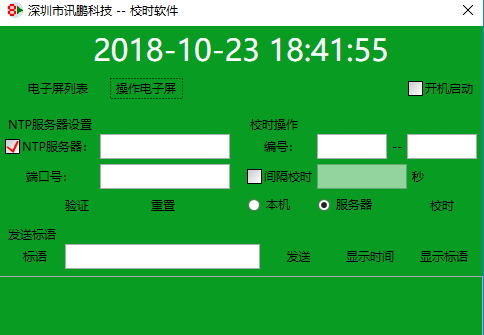 深圳市讯鹏科技 -- 校时软件
2018-10-23 18:41:55
电子屏列表 操作电子屏 开机启动
NTP服务器设置 校时操作
NTP服务器: 编号: --
端口号: 间隔校时 秒
验证 重置 本机 服务器 校时
发送标语
标语 发送 显示时间 显示标语